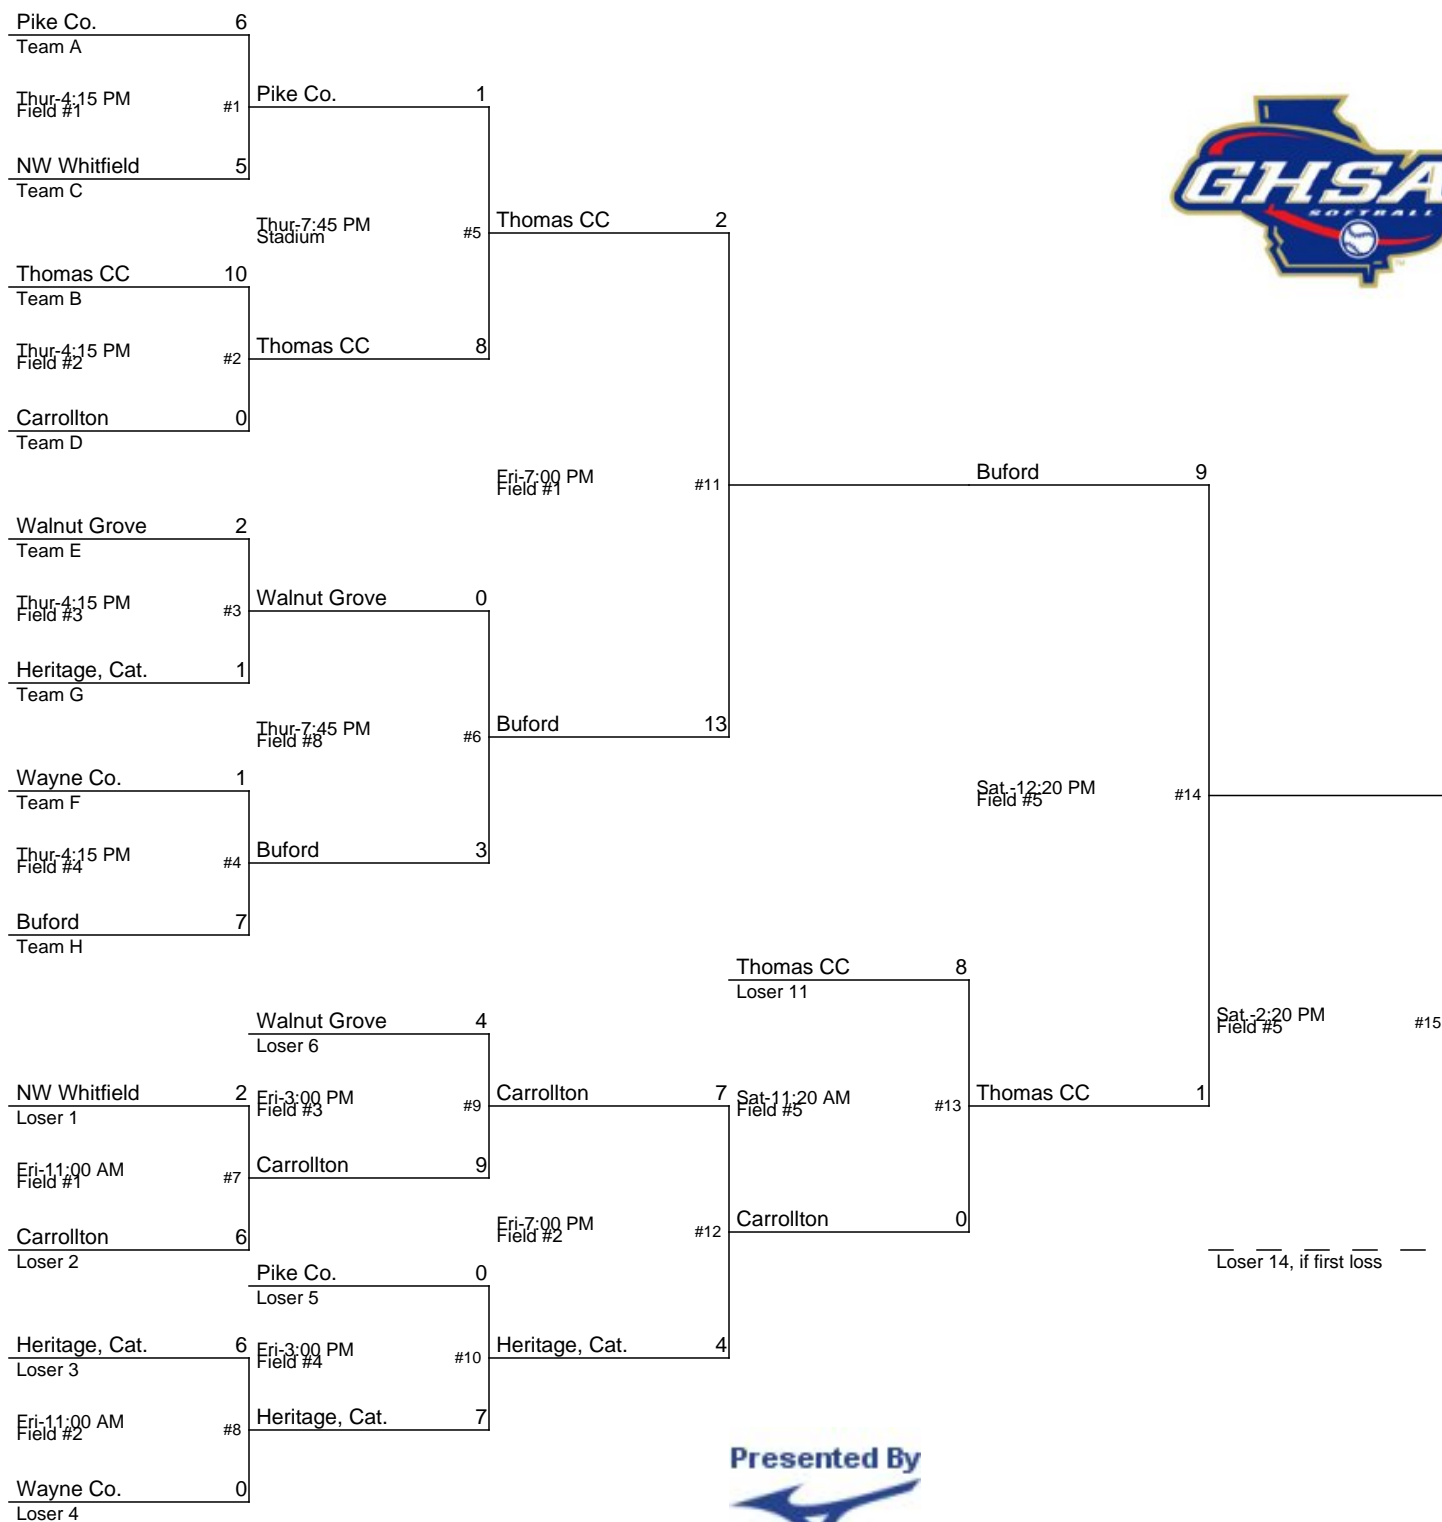 Pike Co. 6
Team A
Thur-4:15 PM
Field #1
#1
Pike Co. 1
NW Whitfield 5
Team C
Thur-7:45 PM
Stadium
#5
Thomas CC 2
Thomas CC 10
Team B
Thur-4:15 PM
Field #2
#2
Thomas CC 8
Carrollton 0
Team D
Fri-7:00 PM
Field #1
#11
Buford 9
Walnut Grove 2
Team E
Thur-4:15 PM
Field #3
#3
Walnut Grove 0
Heritage, Cat. 1
Team G
Thur-7:45 PM
Field #8
#6
Buford 13
Wayne Co. 1
Team F
Thur-4:15 PM
Field #4
#4
Buford 3
Buford 7
Team H
Sat.-12:20 PM
Field #5
#14
Thomas CC 8
Loser 11
Walnut Grove 4
Loser 6
Sat.-2:20 PM
Field #5
#15
NW Whitfield 2
Loser 1
Fri-3:00 PM
Field #3
#9
Carrollton 7
Sat-11:20 AM
Field #5
#13
Thomas CC 1
Fri-11:00 AM
Field #1
#7
Carrollton 9
Carrollton 6
Loser 2
Fri-7:00 PM
Field #2
#12
Carrollton 0
Loser 14, if first loss
Pike Co. 0
Loser 5
Heritage, Cat. 6
Loser 3
Fri-3:00 PM
Field #4
#10
Heritage, Cat. 4
Fri-11:00 AM
Field #2
#8
Heritage, Cat. 7
Wayne Co. 0
Loser 4
GHSA
SOFTBALL
TM
Presented By